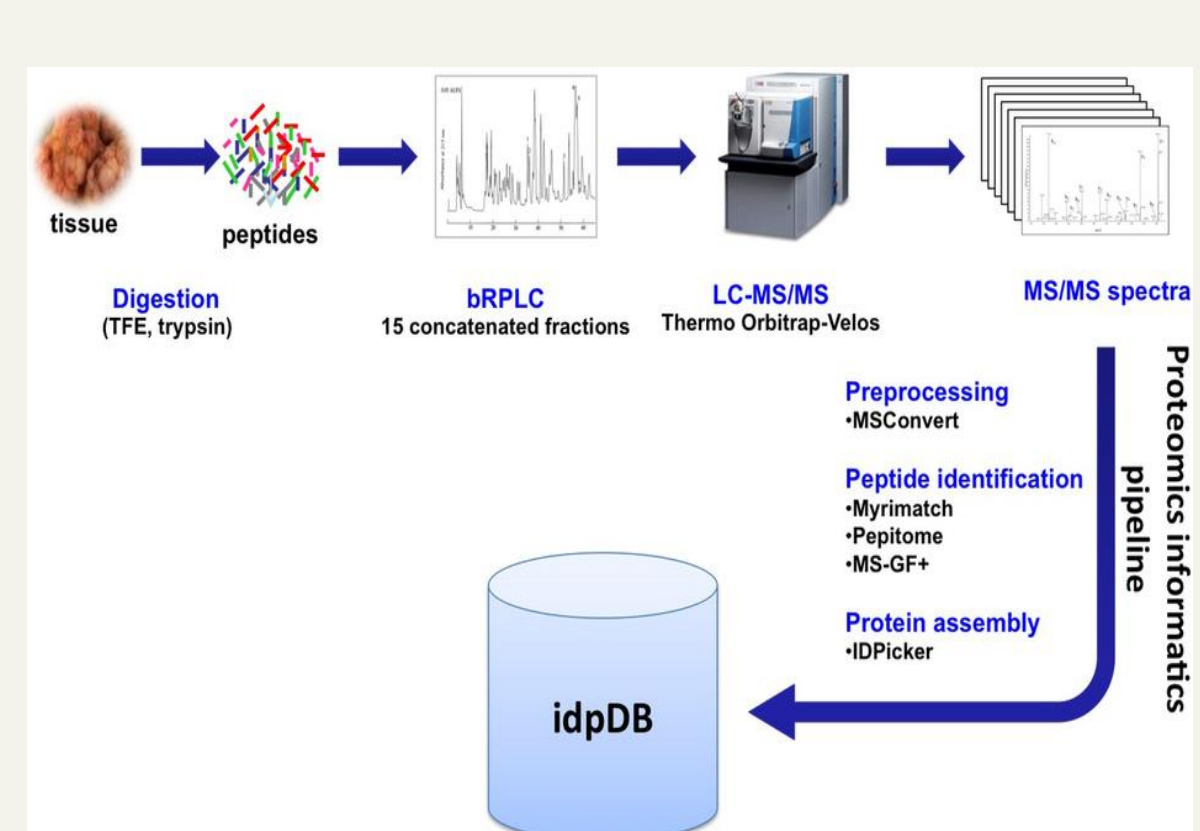 tissue
peptides
Digestion
(TFE, trypsin)
bRPLC
15 concatenated fractions
LC-MS/MS
Thermo Orbitrap-Velos
MS/MS spectra
Preprocessing
•MSConvert
Peptide identification
•Myrimatch
•Pepitome
•MS-GF+
Protein assembly
•IDPicker
Proteomics informatics
pipeline
idpDB